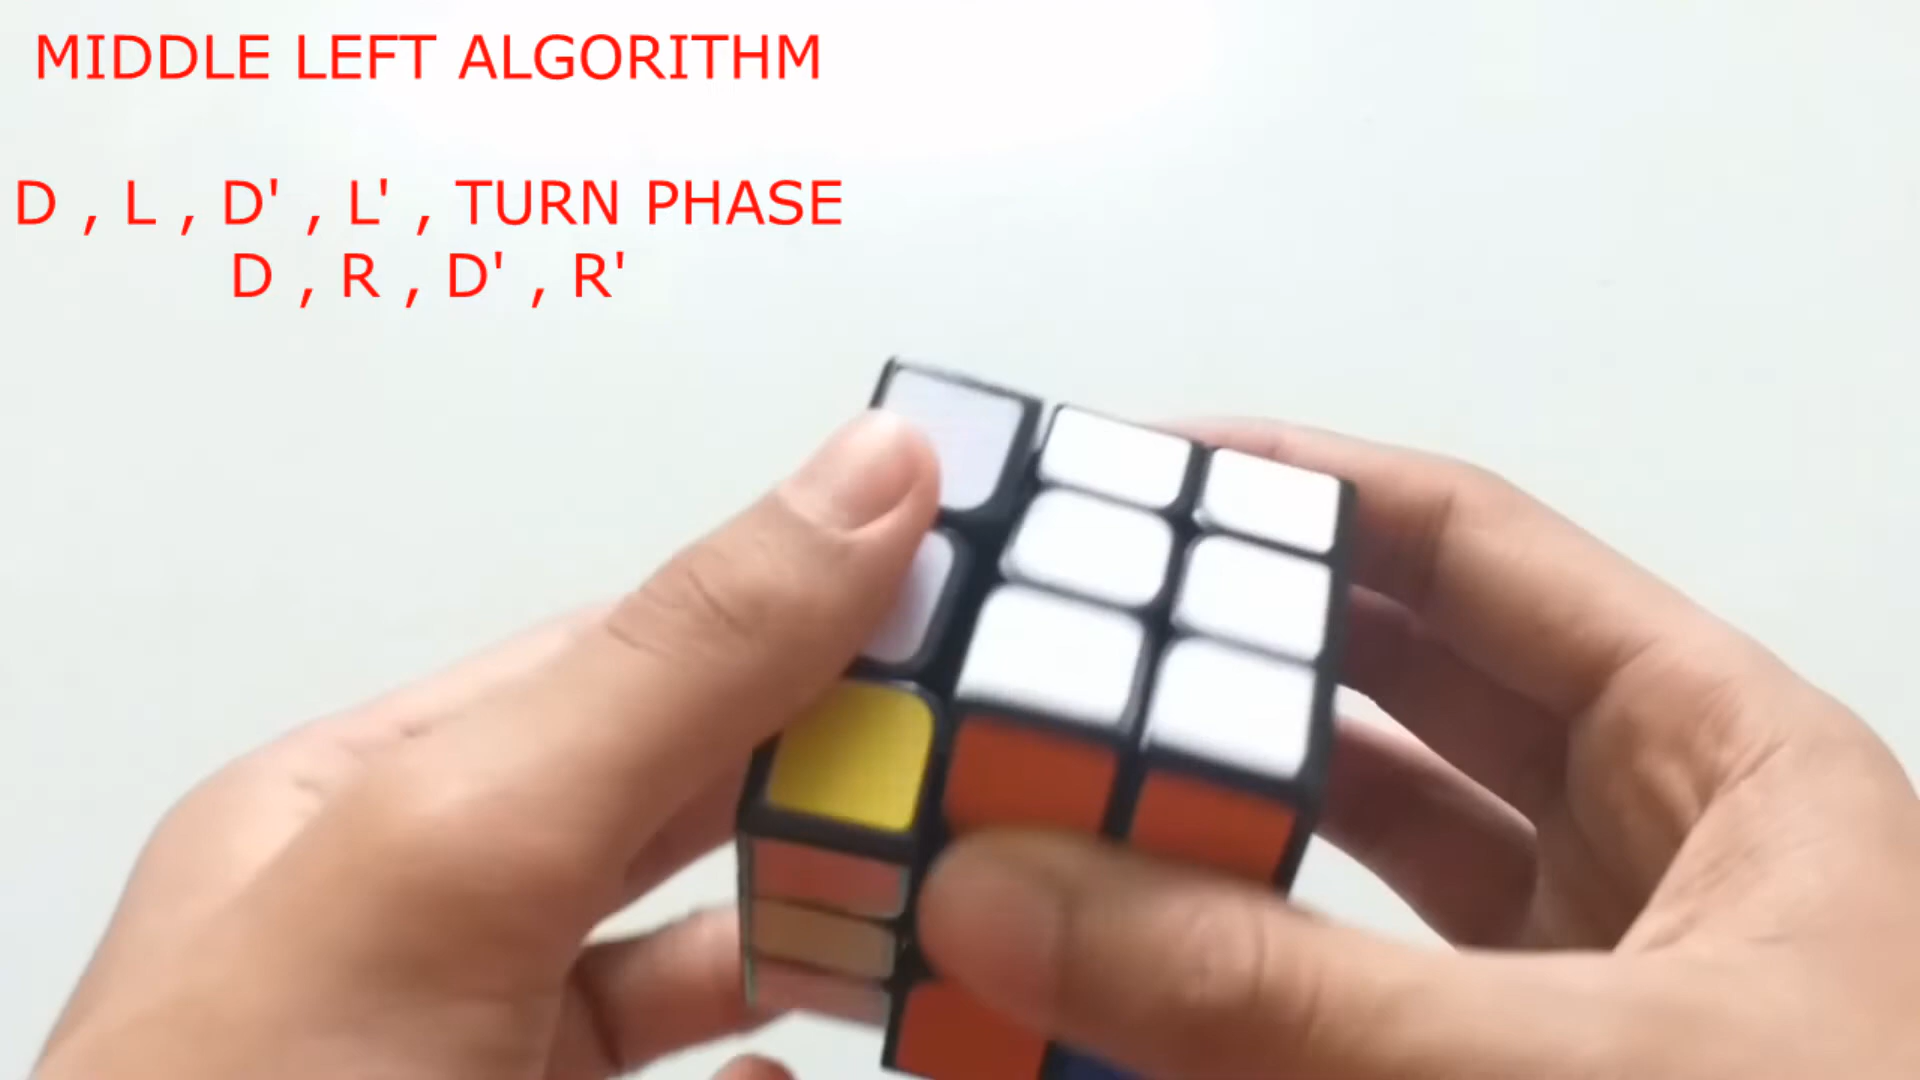 MIDDLE LEFT ALGORITHM
D , L , D' , L' , TURN PHASE
D , R , D' , R'